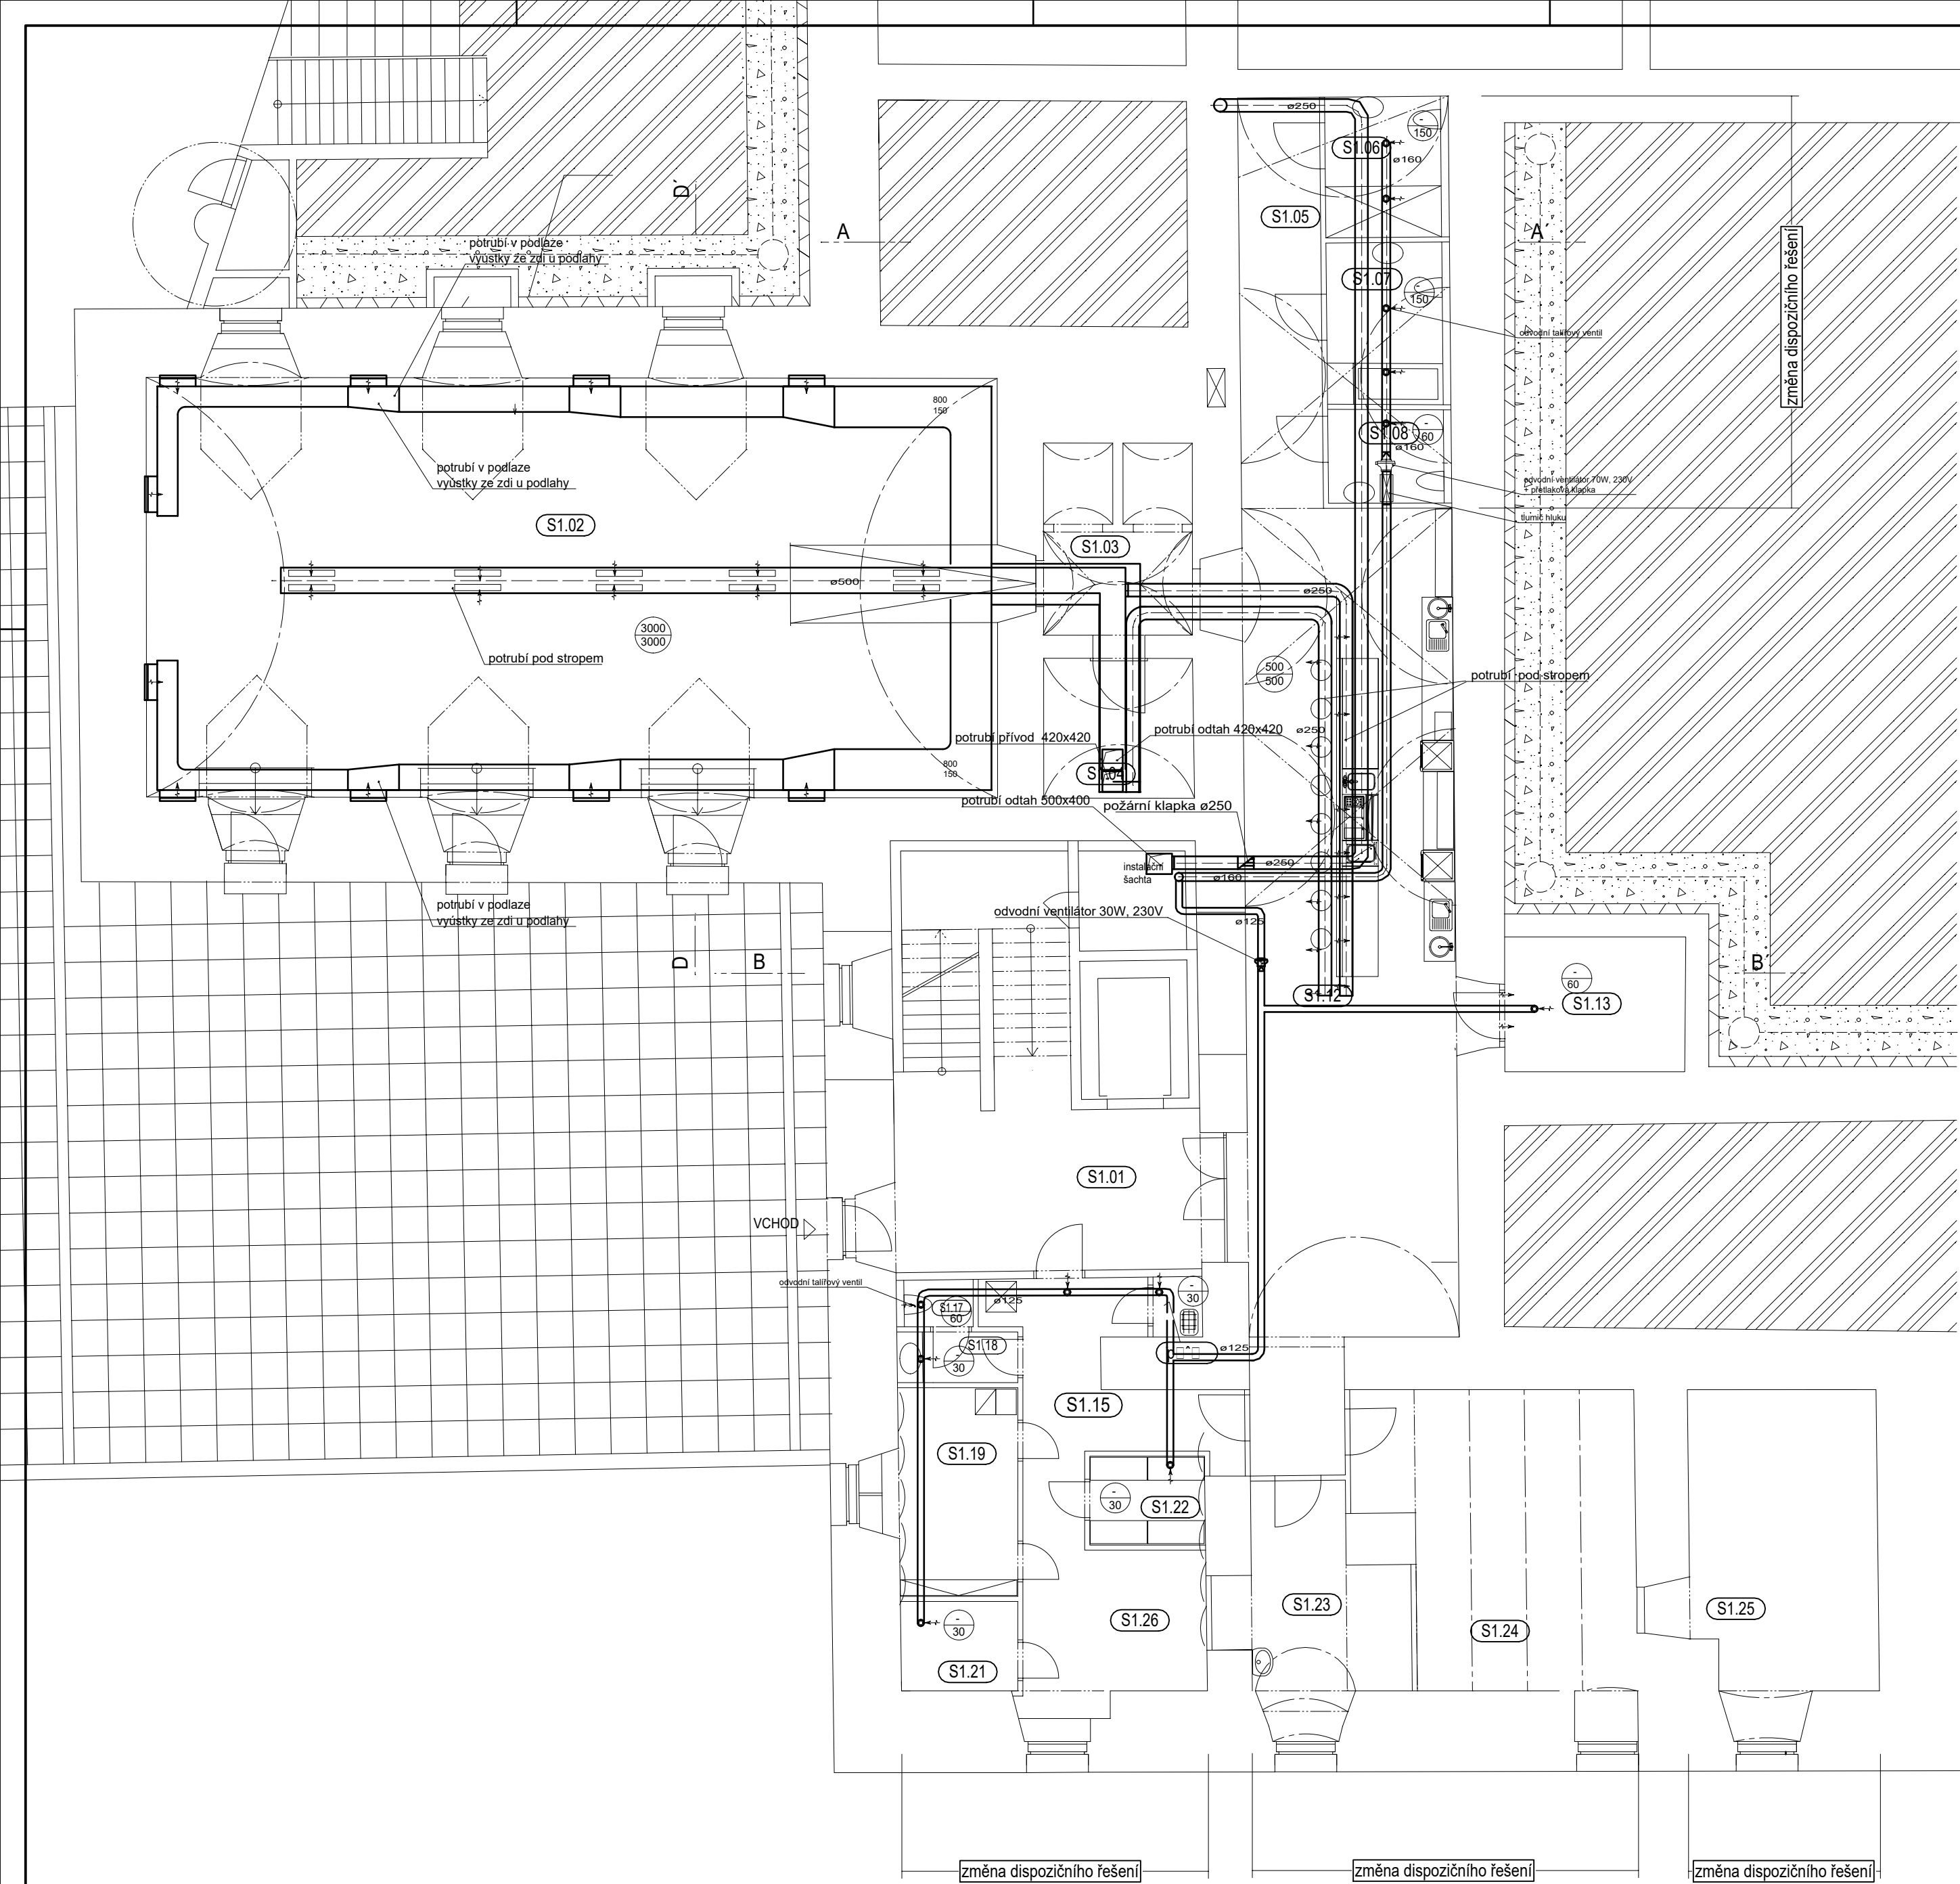 ø250
-
150
S1.06
ø160
D´
S1.05
A
A´
změna dispozičního řešení
potrubí v podlaze
vyústky ze zdi u podlahy
S1.07
-
150
odvodní talířový ventil
800
150
S1.08
-
60
ø160
potrubí v podlaze
vyústky ze zdi u podlahy
odvodní ventilátor 70W, 230V
+ přetlaková klapka
tlumič hluku
S1.02
S1.03
ø500
ø250
3000
3000
potrubí pod stropem
500
500
potrubí pod stropem
potrubí přívod 420x420
potrubí odtah 420x420
ø250
800
150
S1.04
potrubí odtah 500x400
požární klapka ø250
instalační
šachta
ø250
ø160
potrubí v podlaze
vyústky ze zdi u podlahy
odvodní ventilátor 30W, 230V
ø125
D
B
B´
S1.12
-
60
S1.13
S1.01
VCHOD
odvodní talířový ventil
S1.17
60
ø125
-
30
S1.18
-
30
ø125
S1.15
S1.19
-
30
S1.22
-
30
S1.26
S1.23
S1.24
S1.25
S1.21
změna dispozičního řešení
změna dispozičního řešení
změna dispozičního řešení